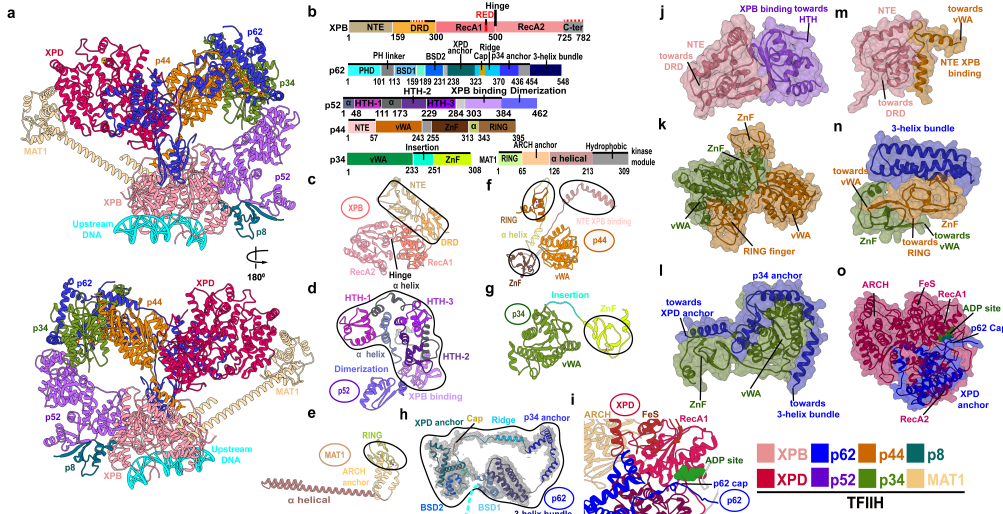 a
XPD
p62
p44
p34
MAT1
p52
XPB
p8
Upstream
DNA
180º
p62
XPD
p44
p34
MAT1
p52
p8
Upstream
DNA
XPB
b
Hinge
RED
XPB NTE DRD RecA1 RecA2 C-ter
1 159 300 500 725 782
PH linker BSD2 XPD anchor Ridge Cap p34 anchor 3-helix bundle
p62 PHD BSD1
1 101 113 159 189 231 238 323 370 436 454 548
HTH-2 XPB binding Dimerization
p52 α HTH-1 α HTH-3
1 48 111 173 229 284 303 383 462
p44 NTE vWA ZnF α RING
1 57 243 255 313 343 395
Insertion
p34 vWA ZnF
1 233 251 308
ARCH anchor Hydrophobic
MAT1 RING α helical kinase module
1 65 126 213 309
c
NTE
XPB
DRD
RecA2
RecA1
Hinge
α helix
d
HTH-1
HTH-3
α helix
HTH-2
Dimerization
p52
XPB binding
e
RING
MAT1
ARCH
anchor
α helical
f
RING
NTE XPB binding
α helix
p44
ZnF
vWA
g
Insertion
p34
ZnF
vWA
h
Cap
XPD anchor
Ridge
p34 anchor
BSD2
BSD1
p62
3-helix bundle
i
XPD
ARCH
FeS
RecA1
ADP site
p62 cap
p62
j
XPB binding towards
HTH
NTE
towards
DRD
towards
DRD
k
ZnF
ZnF
vWA
vWA
RING finger
l
p34 anchor
towards
XPD anchor
ZnF
vWA
towards
3-helix bundle
m
NTE
towards
vWA
NTE XPB
binding
towards
DRD
n
3-helix bundle
towards
vWA
ZnF
ZnF
towards
vWA
towards
RING
o
ARCH
FeS
RecA1
ADP site
p62 Cap
XPD
anchor
RecA2
XPB p62 p44 p8
XPD p52 p34 MAT1
TFIIH